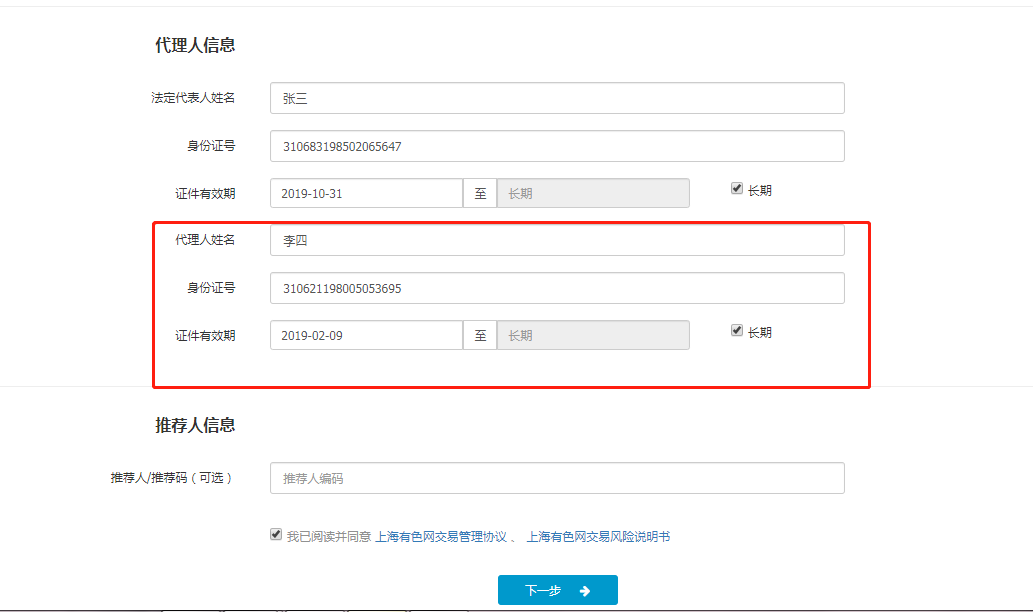 代理人信息
法定代表人姓名 张三
身份证号 310683198502065647
证件有效期 2019-10-31 至 长期 长期
代理人姓名 李四
身份证号 310621198005053695
证件有效期 2019-02-09 至 长期 长期
推荐人信息
推荐人/推荐码（可选） 推荐人编码
我已阅读并同意 上海有色网交易管理协议 、 上海有色网交易风险说明书
下一步